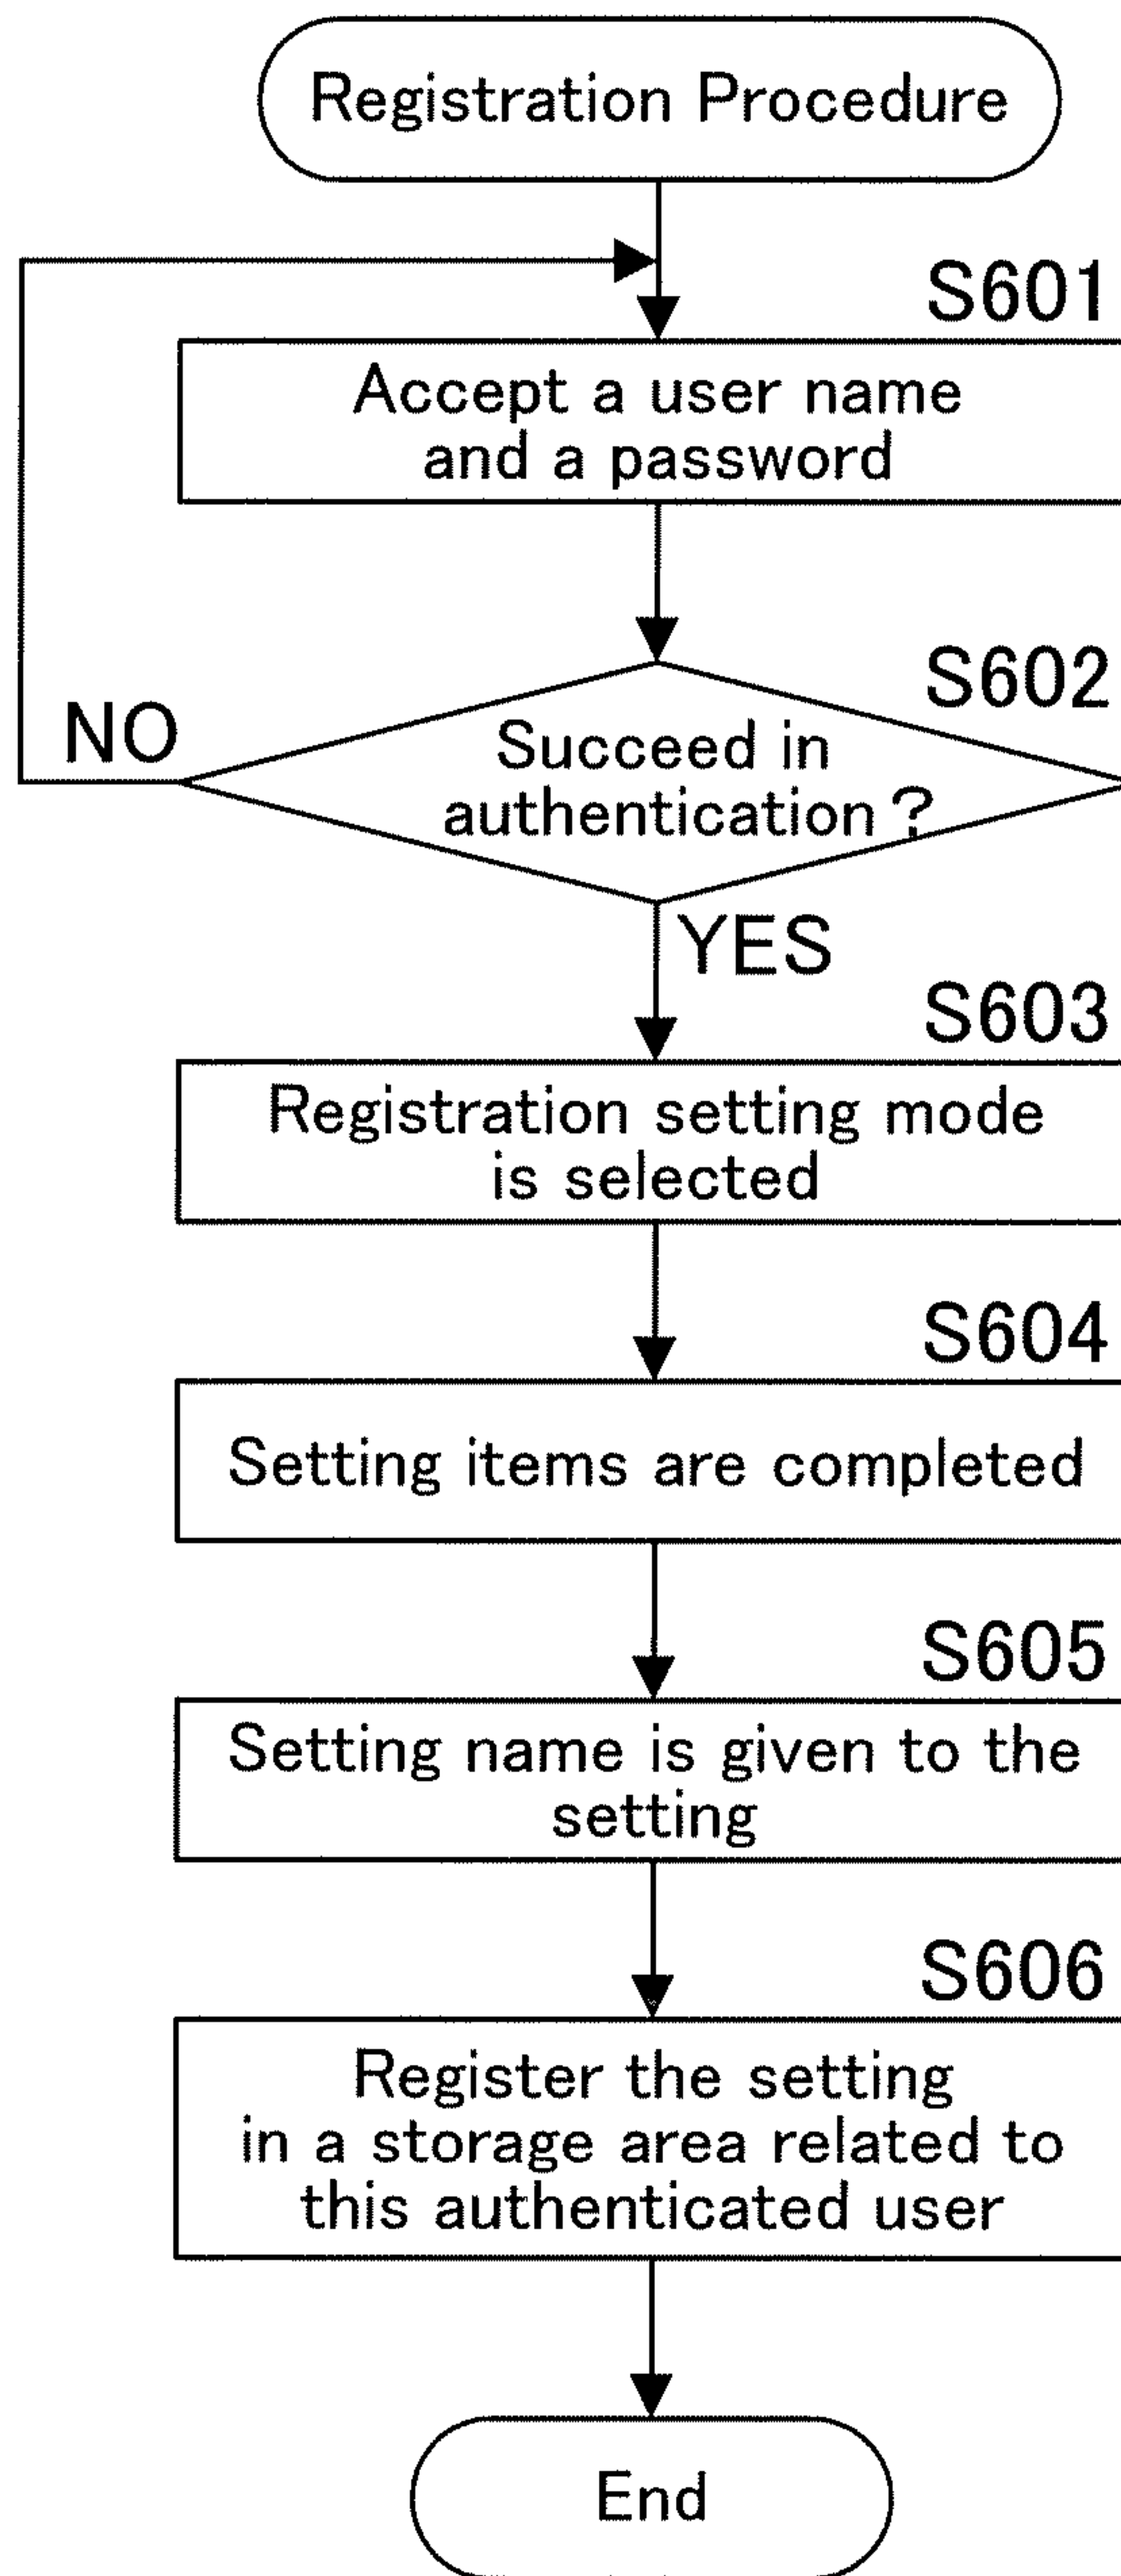 Registration Procedure
S601
Accept a user name
and a password
S602
NO
Succeed in
authentication?
YES
S603
Registration setting mode
is selected
S604
Setting items are completed
S605
Setting name is given to the
setting
S606
Register the setting
in a storage area related to
this authenticated user
End